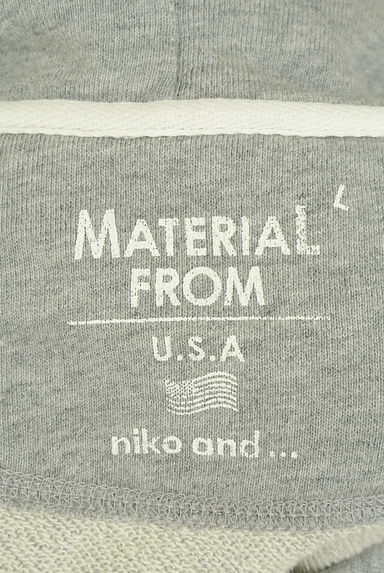 MATERIAL L
FROM
U.S.A
niko and ...